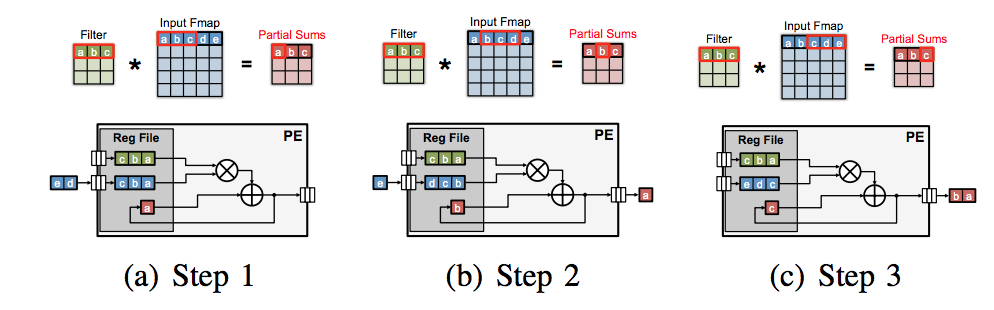 Filter
Input Fmap
Partial Sums
a b c
a b c d e
a b c
*
=
PE
Reg File
c b a
e d
c b a
a
(a) Step 1
Filter
Input Fmap
Partial Sums
a b c
a b c d e
a b c
*
=
PE
Reg File
c b a
e
d c b
b
a
(b) Step 2
Filter
Input Fmap
Partial Sums
a b c
a b c d e
a b c
*
=
PE
Reg File
c b a
e d c
c
b a
(c) Step 3